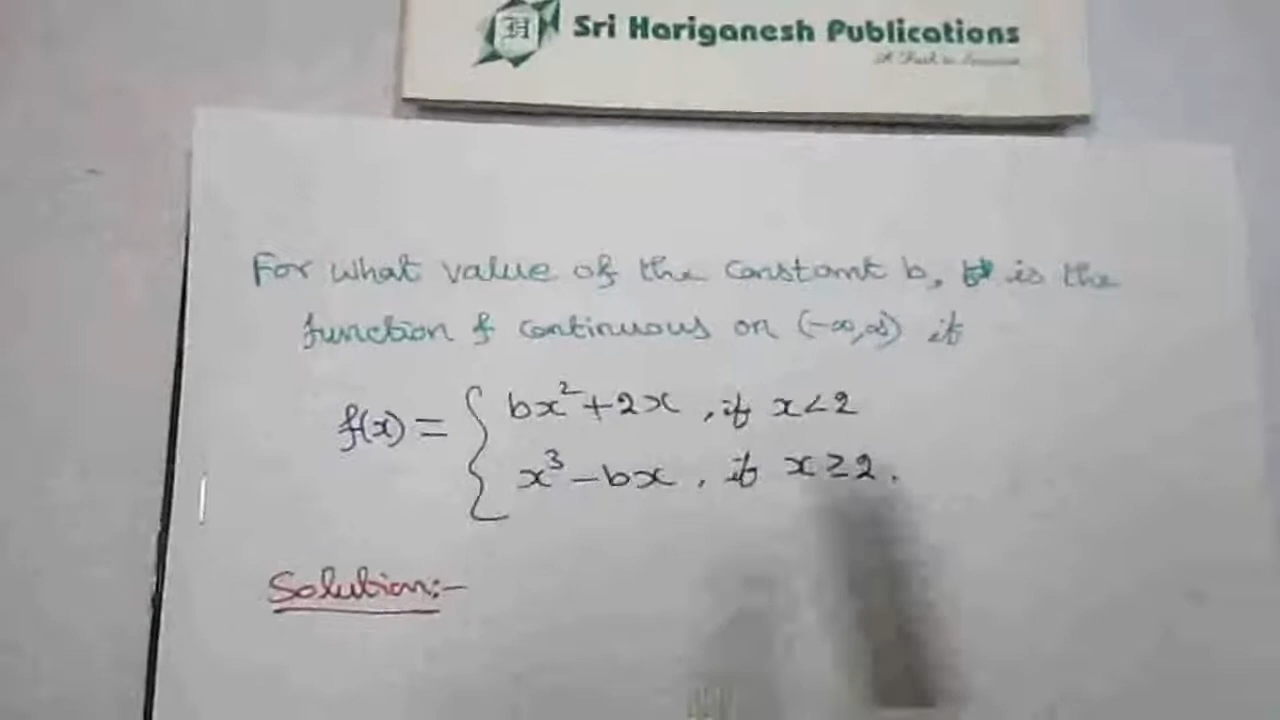 Sri Hariganesh Publications
For what value of the constant b, is the
function f continuous on (-∞,∞) if
f(x) = { bx²+2x , if x<2
x³-bx , if x≥2.
Solution:-